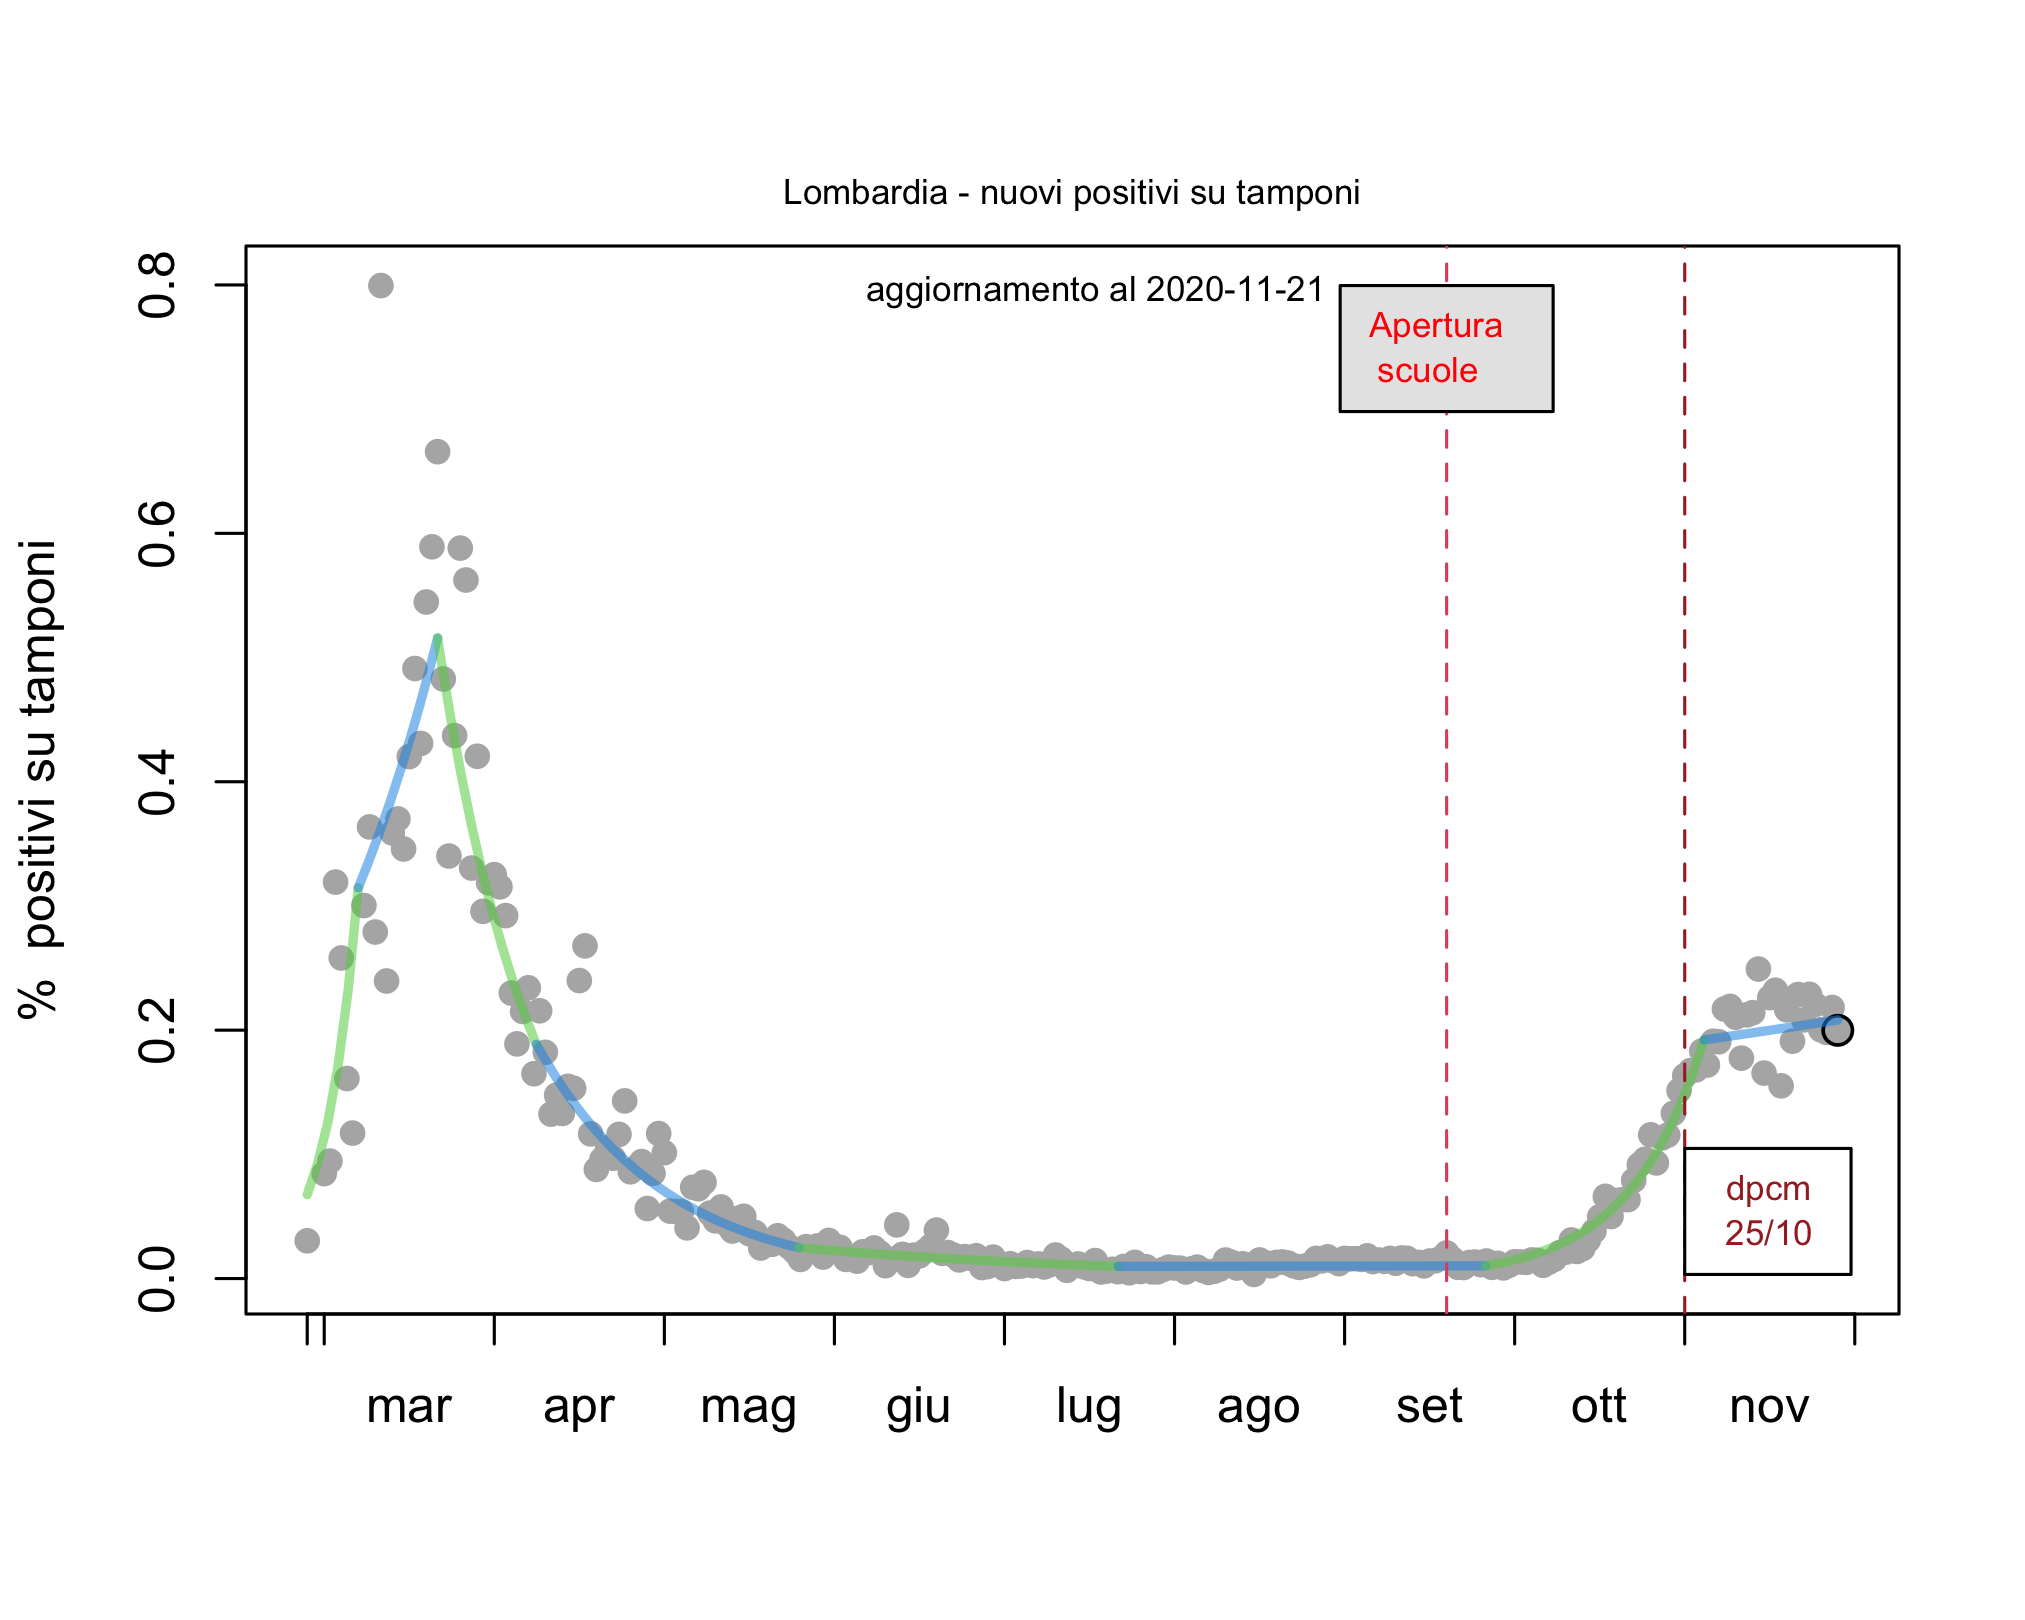 Lombardia - nuovi positivi su tamponi
aggiornamento al 2020-11-21
Apertura
scuole
% positivi su tamponi
0.8
0.6
0.4
0.2
0.0
dpcm
25/10
mar apr mag giu lug ago set ott nov